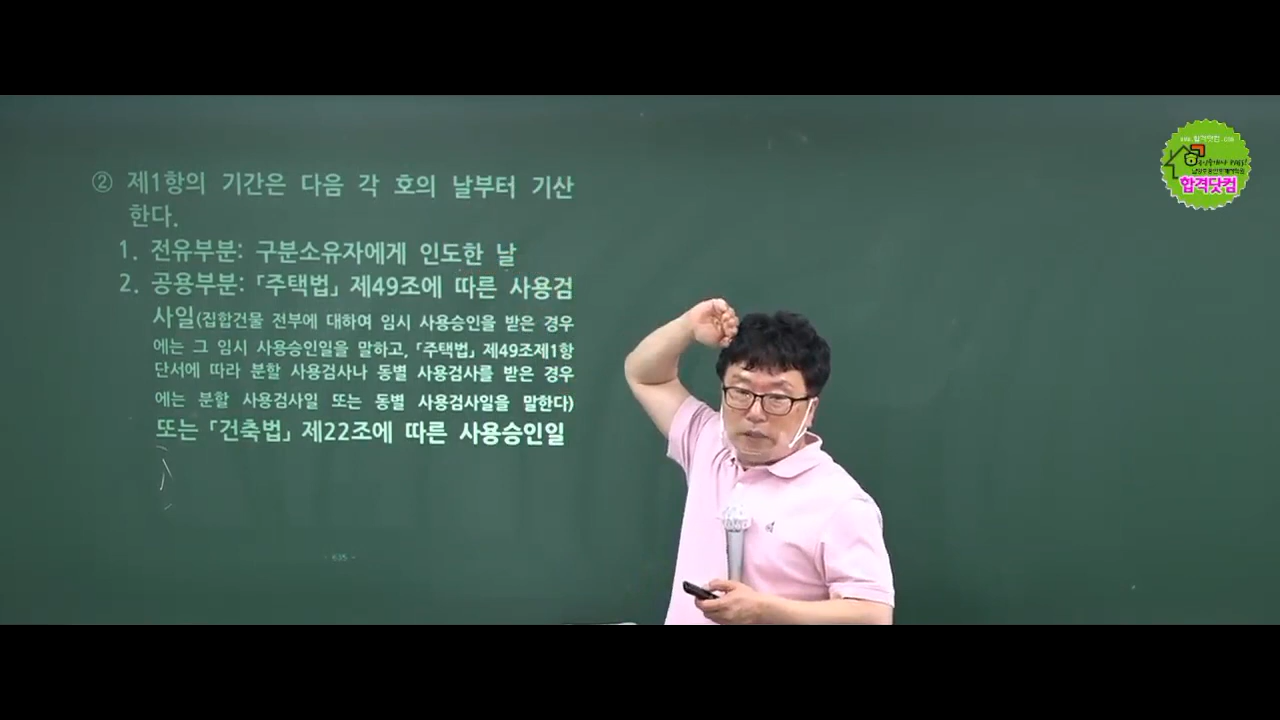 ② 제1항의 기간은 다음 각 호의 날부터 기산
한다.
1. 전유부분: 구분소유자에게 인도한 날
2. 공용부분: 「주택법」 제49조에 따른 사용검
사일(집합건물 전부에 대하여 임시 사용승인을 받은 경우
에는 그 임시 사용승인일을 말하고, 「주택법」 제49조제1항
단서에 따라 분할 사용검사나 동별 사용검사를 받은 경우
에는 분할 사용검사일 또는 동별 사용검사일을 말한다)
또는 「건축법」 제22조에 따른 사용승인일
- 635 -
www.합격닷컴.com
합격닷컴